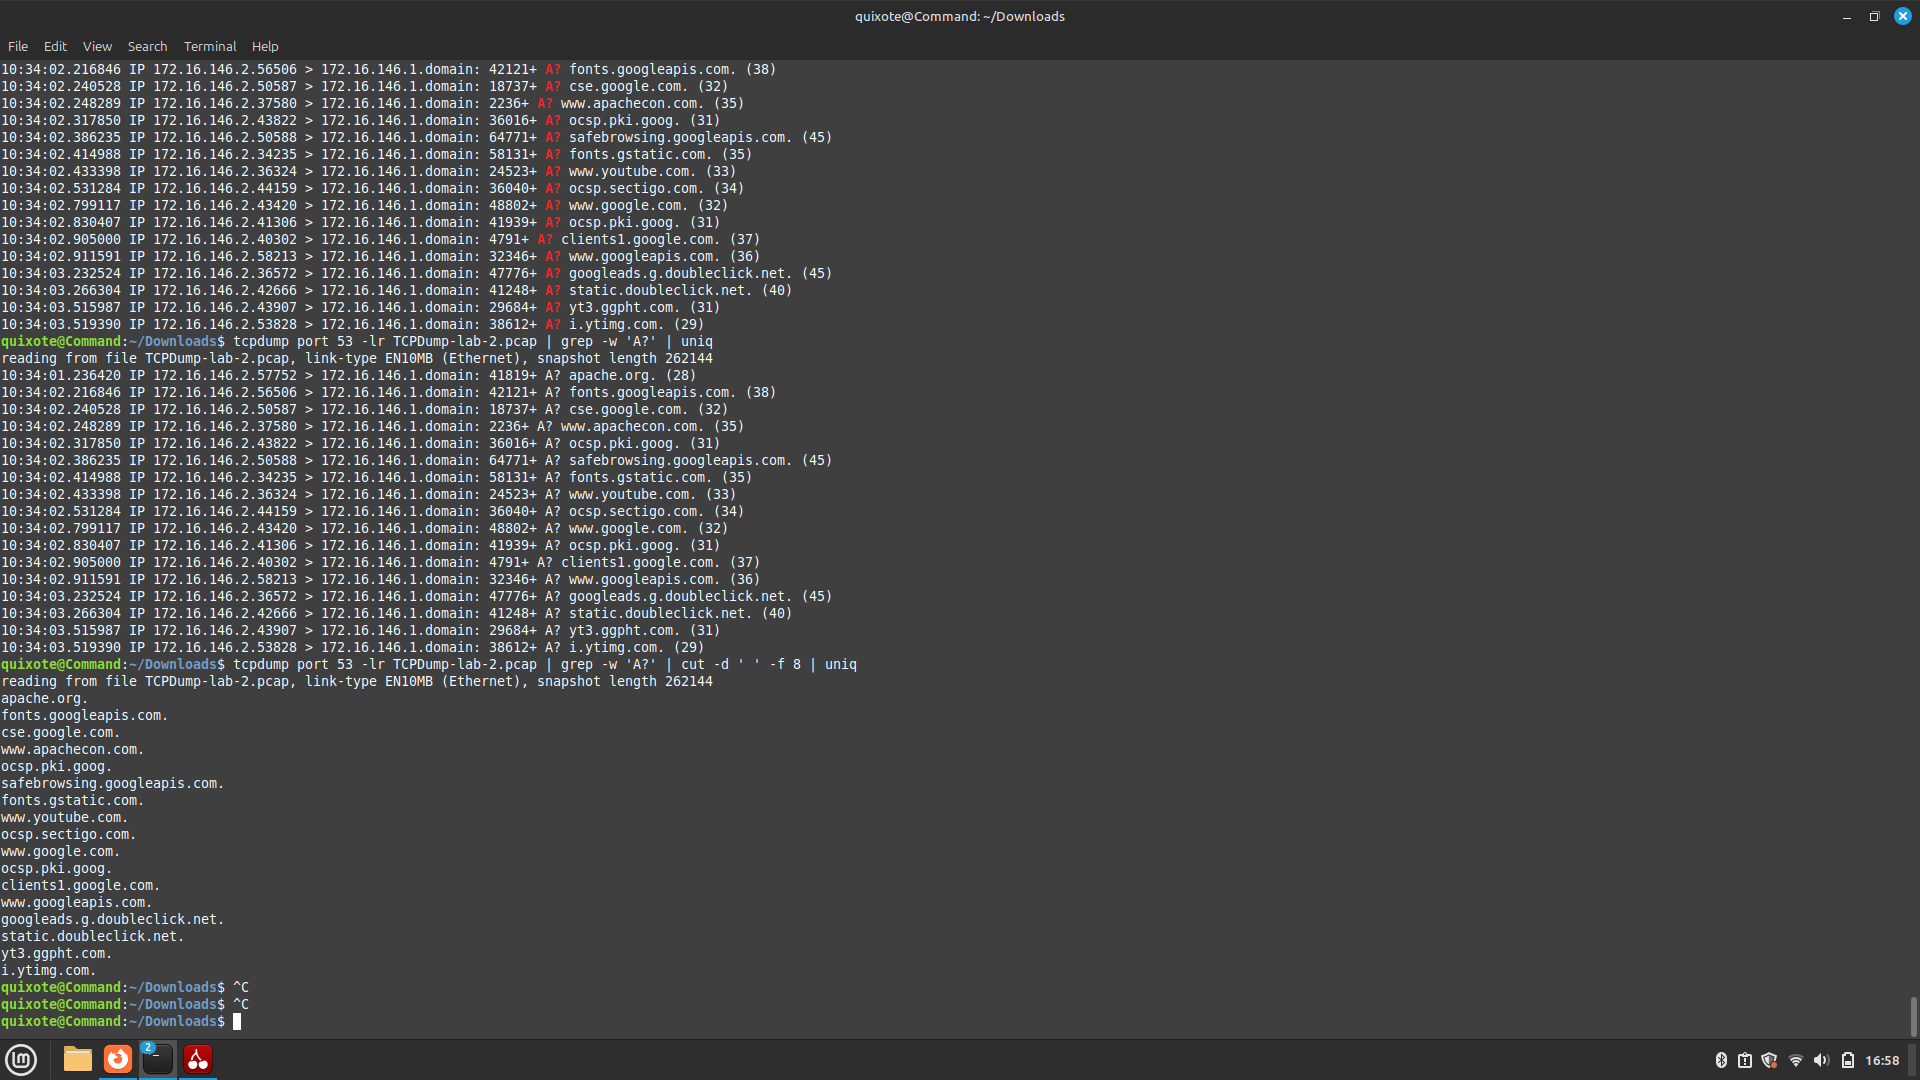 quixote@Command: ~/Downloads
File Edit View Search Terminal Help
10:34:02.216846 IP 172.16.146.2.56506 > 172.16.146.1.domain: 42121+ A? fonts.googleapis.com. (38)
10:34:02.240528 IP 172.16.146.2.50587 > 172.16.146.1.domain: 18737+ A? cse.google.com. (32)
10:34:02.248289 IP 172.16.146.2.37580 > 172.16.146.1.domain: 2236+ A? www.apachecon.com. (35)
10:34:02.317850 IP 172.16.146.2.43822 > 172.16.146.1.domain: 36016+ A? ocsp.pki.goog. (31)
10:34:02.386235 IP 172.16.146.2.50588 > 172.16.146.1.domain: 64771+ A? safebrowsing.googleapis.com. (45)
10:34:02.414988 IP 172.16.146.2.34235 > 172.16.146.1.domain: 58131+ A? fonts.gstatic.com. (35)
10:34:02.433398 IP 172.16.146.2.36324 > 172.16.146.1.domain: 24523+ A? www.youtube.com. (33)
10:34:02.531284 IP 172.16.146.2.44159 > 172.16.146.1.domain: 36040+ A? ocsp.sectigo.com. (34)
10:34:02.799117 IP 172.16.146.2.43420 > 172.16.146.1.domain: 48802+ A? www.google.com. (32)
10:34:02.830407 IP 172.16.146.2.41306 > 172.16.146.1.domain: 41939+ A? ocsp.pki.goog. (31)
10:34:02.905000 IP 172.16.146.2.40302 > 172.16.146.1.domain: 4791+ A? clients1.google.com. (37)
10:34:02.911591 IP 172.16.146.2.58213 > 172.16.146.1.domain: 32346+ A? www.googleapis.com. (36)
10:34:03.232524 IP 172.16.146.2.36572 > 172.16.146.1.domain: 47776+ A? googleads.g.doubleclick.net. (45)
10:34:03.266304 IP 172.16.146.2.42666 > 172.16.146.1.domain: 41248+ A? static.doubleclick.net. (40)
10:34:03.515987 IP 172.16.146.2.43907 > 172.16.146.1.domain: 29684+ A? yt3.ggpht.com. (31)
10:34:03.519390 IP 172.16.146.2.53828 > 172.16.146.1.domain: 38612+ A? i.ytimg.com. (29)
quixote@Command:~/Downloads$ tcpdump port 53 -lr TCPDump-lab-2.pcap | grep -w 'A?' | uniq
reading from file TCPDump-lab-2.pcap, link-type EN10MB (Ethernet), snapshot length 262144
10:34:01.236420 IP 172.16.146.2.57752 > 172.16.146.1.domain: 41819+ A? apache.org. (28)
10:34:02.216846 IP 172.16.146.2.56506 > 172.16.146.1.domain: 42121+ A? fonts.googleapis.com. (38)
10:34:02.240528 IP 172.16.146.2.50587 > 172.16.146.1.domain: 18737+ A? cse.google.com. (32)
10:34:02.248289 IP 172.16.146.2.37580 > 172.16.146.1.domain: 2236+ A? www.apachecon.com. (35)
10:34:02.317850 IP 172.16.146.2.43822 > 172.16.146.1.domain: 36016+ A? ocsp.pki.goog. (31)
10:34:02.386235 IP 172.16.146.2.50588 > 172.16.146.1.domain: 64771+ A? safebrowsing.googleapis.com. (45)
10:34:02.414988 IP 172.16.146.2.34235 > 172.16.146.1.domain: 58131+ A? fonts.gstatic.com. (35)
10:34:02.433398 IP 172.16.146.2.36324 > 172.16.146.1.domain: 24523+ A? www.youtube.com. (33)
10:34:02.531284 IP 172.16.146.2.44159 > 172.16.146.1.domain: 36040+ A? ocsp.sectigo.com. (34)
10:34:02.799117 IP 172.16.146.2.43420 > 172.16.146.1.domain: 48802+ A? www.google.com. (32)
10:34:02.830407 IP 172.16.146.2.41306 > 172.16.146.1.domain: 41939+ A? ocsp.pki.goog. (31)
10:34:02.905000 IP 172.16.146.2.40302 > 172.16.146.1.domain: 4791+ A? clients1.google.com. (37)
10:34:02.911591 IP 172.16.146.2.58213 > 172.16.146.1.domain: 32346+ A? www.googleapis.com. (36)
10:34:03.232524 IP 172.16.146.2.36572 > 172.16.146.1.domain: 47776+ A? googleads.g.doubleclick.net. (45)
10:34:03.266304 IP 172.16.146.2.42666 > 172.16.146.1.domain: 41248+ A? static.doubleclick.net. (40)
10:34:03.515987 IP 172.16.146.2.43907 > 172.16.146.1.domain: 29684+ A? yt3.ggpht.com. (31)
10:34:03.519390 IP 172.16.146.2.53828 > 172.16.146.1.domain: 38612+ A? i.ytimg.com. (29)
quixote@Command:~/Downloads$ tcpdump port 53 -lr TCPDump-lab-2.pcap | grep -w 'A?' | cut -d ' ' -f 8 | uniq
reading from file TCPDump-lab-2.pcap, link-type EN10MB (Ethernet), snapshot length 262144
apache.org.
fonts.googleapis.com.
cse.google.com.
www.apachecon.com.
ocsp.pki.goog.
safebrowsing.googleapis.com.
fonts.gstatic.com.
www.youtube.com.
ocsp.sectigo.com.
www.google.com.
ocsp.pki.goog.
clients1.google.com.
www.googleapis.com.
googleads.g.doubleclick.net.
static.doubleclick.net.
yt3.ggpht.com.
i.ytimg.com.
quixote@Command:~/Downloads$ ^C
quixote@Command:~/Downloads$ ^C
quixote@Command:~/Downloads$
2
16:58